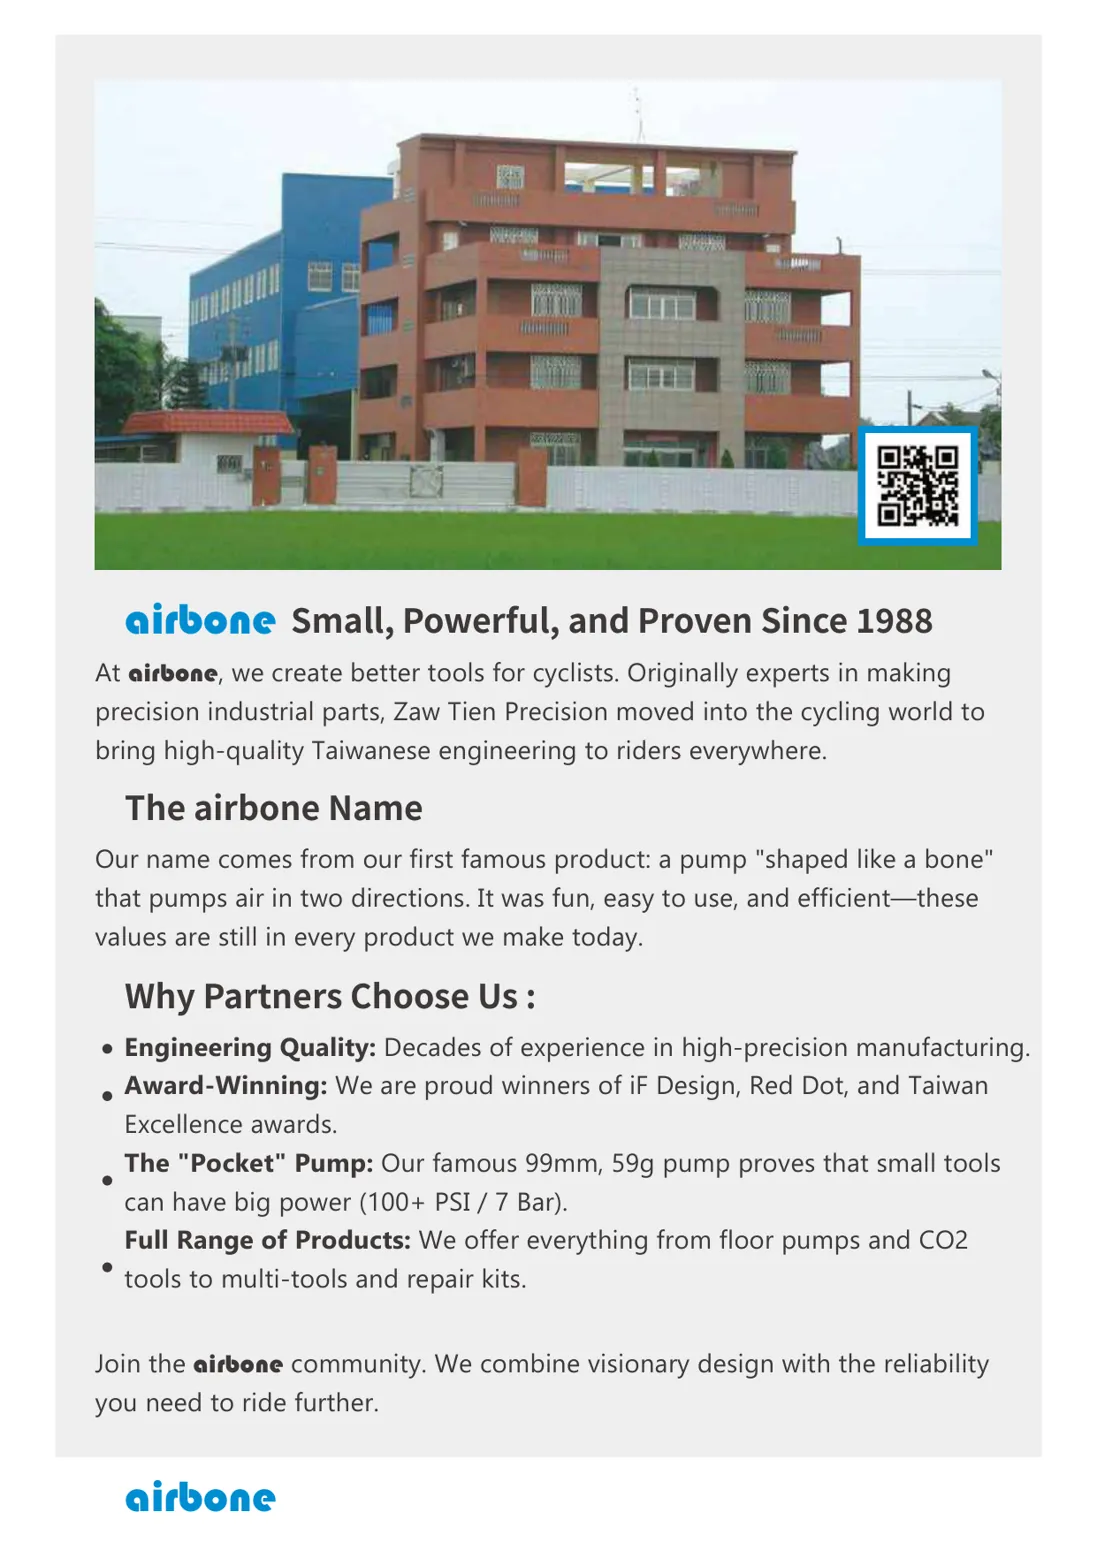 airbone Small, Powerful, and Proven Since 1988
At airbone, we create better tools for cyclists. Originally experts in making
precision industrial parts, Zaw Tien Precision moved into the cycling world to
bring high-quality Taiwanese engineering to riders everywhere.
The airbone Name
Our name comes from our first famous product: a pump "shaped like a bone"
that pumps air in two directions. It was fun, easy to use, and efficient—these
values are still in every product we make today.
Why Partners Choose Us :
• Engineering Quality: Decades of experience in high-precision manufacturing.
• Award-Winning: We are proud winners of iF Design, Red Dot, and Taiwan
Excellence awards.
• The "Pocket" Pump: Our famous 99mm, 59g pump proves that small tools
can have big power (100+ PSI / 7 Bar).
• Full Range of Products: We offer everything from floor pumps and CO2
tools to multi-tools and repair kits.
Join the airbone community. We combine visionary design with the reliability
you need to ride further.
airbone